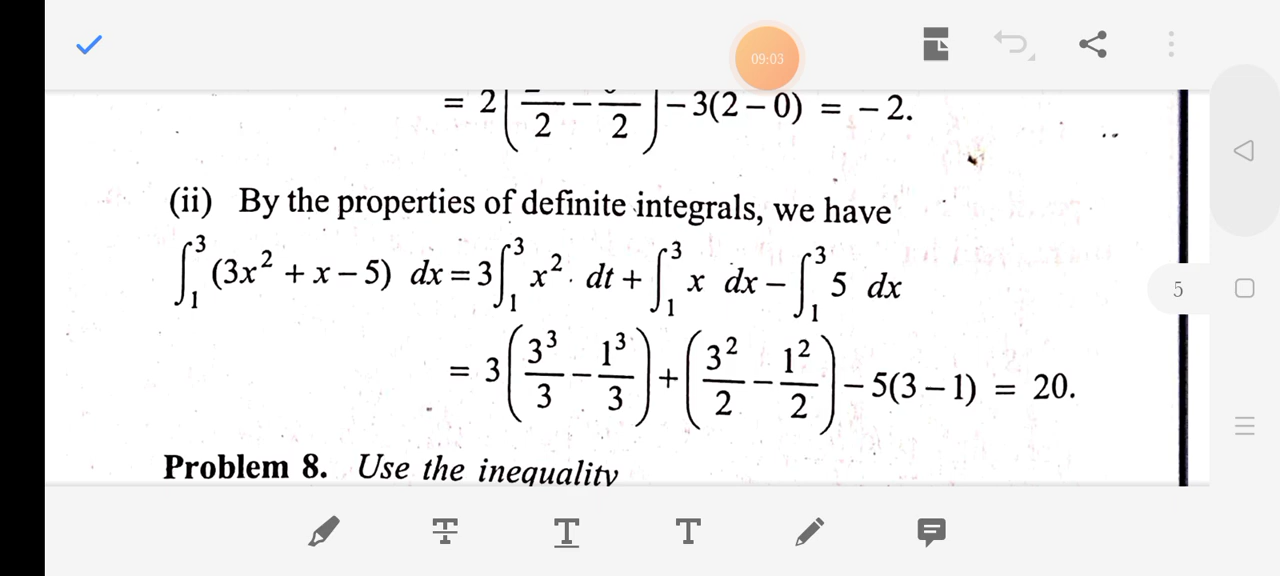 09:03
= 2(/2 − /2) − 3(2 − 0) = − 2.
(ii) By the properties of definite integrals, we have
∫₁³ (3x² + x − 5) dx = 3∫₁³ x² dt + ∫₁³ x dx − ∫₁³ 5 dx
= 3(3³/3 − 1³/3) + (3²/2 − 1²/2) − 5(3 − 1) = 20.
5
Problem 8. Use the inequality
T T T